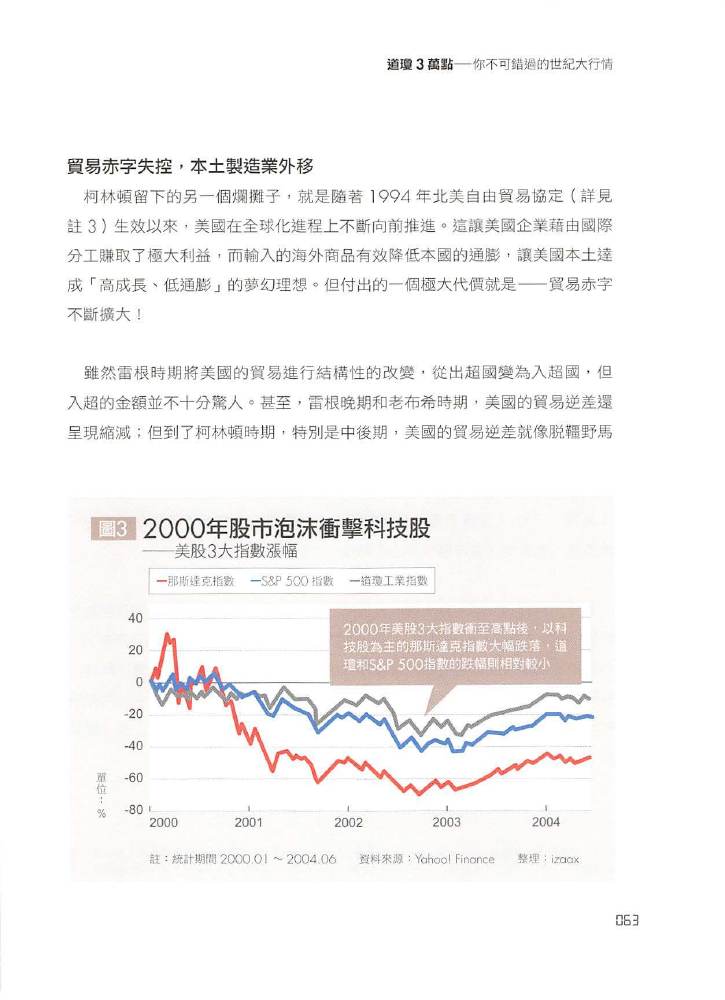 道瓊 3 萬點──你不可錯過的世紀大行情
貿易赤字失控，本土製造業外移
柯林頓留下的另一個爛攤子，就是隨著 1994 年北美自由貿易協定（詳見
註 3）生效以來，美國在全球化進程上不斷向前推進。這讓美國企業藉由國際
分工賺取了極大利益，而輸入的海外商品有效降低本國的通膨，讓美國本土達
成「高成長、低通膨」的夢幻理想。但付出的一個極大代價就是──貿易赤字
不斷擴大！
雖然雷根時期將美國的貿易進行結構性的改變，從出超國變為入超國，但
入超的金額並不十分驚人。甚至，雷根晚期和老布希時期，美國的貿易逆差還
呈現縮減；但到了柯林頓時期，特別是中後期，美國的貿易逆差就像脫韁野馬
圖3 2000年股市泡沫衝擊科技股
──美股3大指數漲幅
那斯達克指數 S&P 500 指數 道瓊工業指數
2000年美股3大指數衝至高點後，以科
技股為主的那斯達克指數大幅跌落，道
瓊和S&P 500指數的跌幅則相對較小
40
20
0
-20
-40
-60
-80
單位：%
2000 2001 2002 2003 2004
註：統計期間 2000.01 ～ 2004.06 資料來源：Yahoo! Finance 整理：izaax
063